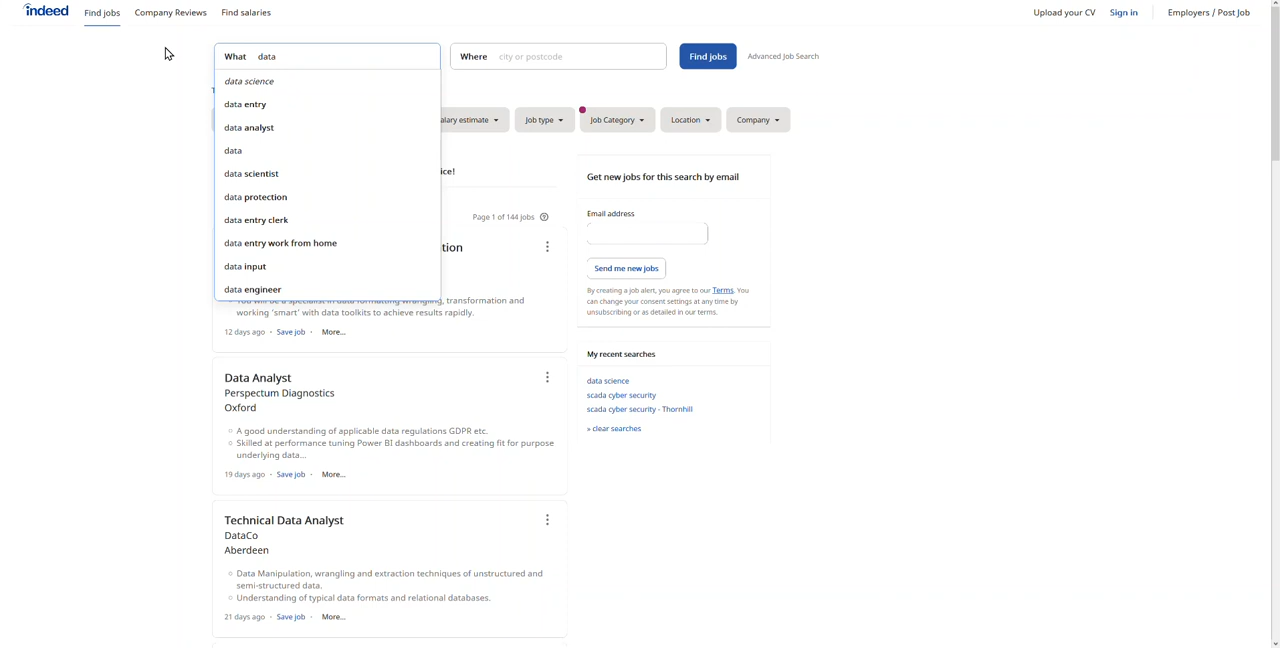 indeed
Find jobs
Company Reviews
Find salaries
Upload your CV
Sign in
Employers / Post Job
What data
Where city or postcode
Find jobs
Advanced Job Search
data science
data entry
data analyst
data
data scientist
data protection
data entry clerk
data entry work from home
data input
data engineer
T
alary estimate
Job type
Job Category
Location
Company
ice!
Page 1 of 144 jobs
tion
You will be a specialist in data formatting wrangling, transformation and
working 'smart' with data toolkits to achieve results rapidly.
12 days ago · Save job · More...
Data Analyst
Perspectum Diagnostics
Oxford
A good understanding of applicable data regulations GDPR etc.
Skilled at performance tuning Power BI dashboards and creating fit for purpose
underlying data...
19 days ago · Save job · More...
Technical Data Analyst
DataCo
Aberdeen
Data Manipulation, wrangling and extraction techniques of unstructured and
semi-structured data.
Understanding of typical data formats and relational databases.
21 days ago · Save job · More...
Get new jobs for this search by email
Email address
Send me new jobs
By creating a job alert, you agree to our Terms. You
can change your consent settings at any time by
unsubscribing or as detailed in our terms.
My recent searches
data science
scada cyber security
scada cyber security - Thornhill
» clear searches